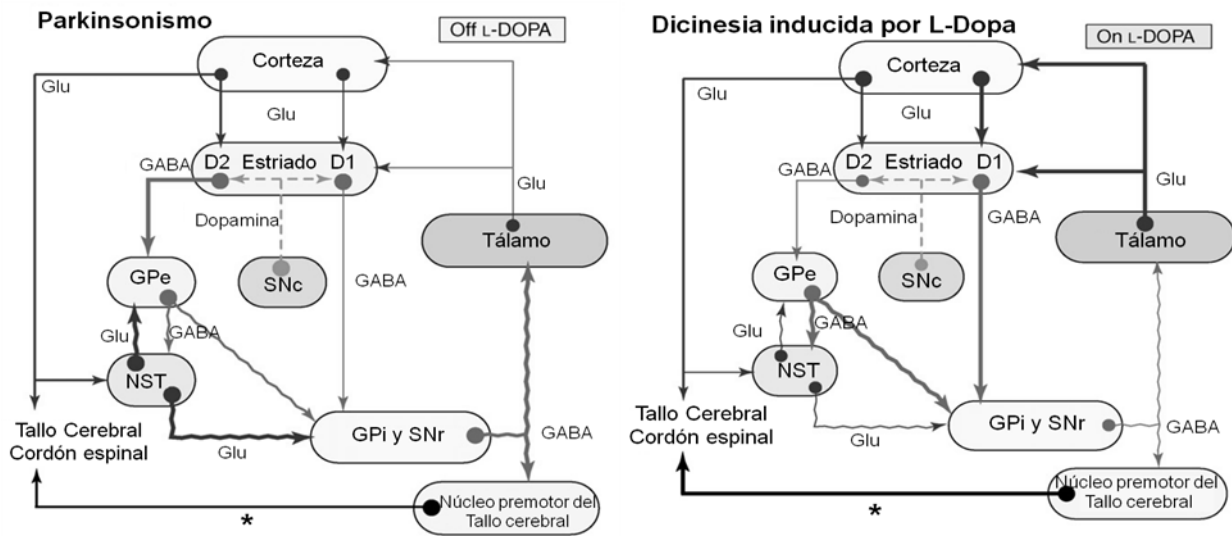 Parkinsonismo
Off L-DOPA
Corteza
Glu
Glu
GABA
D2 Estriado D1
Glu
Dopamina
Tálamo
GPe
SNc
GABA
Glu
GABA
NST
Tallo Cerebral
Cordón espinal
GPi y SNr
GABA
Glu
Núcleo premotor del
Tallo cerebral
*
Dicinesia inducida por L-Dopa
On L-DOPA
Corteza
Glu
Glu
GABA
D2 Estriado D1
Glu
Dopamina
GABA
Tálamo
GPe
SNc
Glu
GABA
NST
Tallo Cerebral
Cordón espinal
GPi y SNr
GABA
Glu
Núcleo premotor del
Tallo cerebral
*